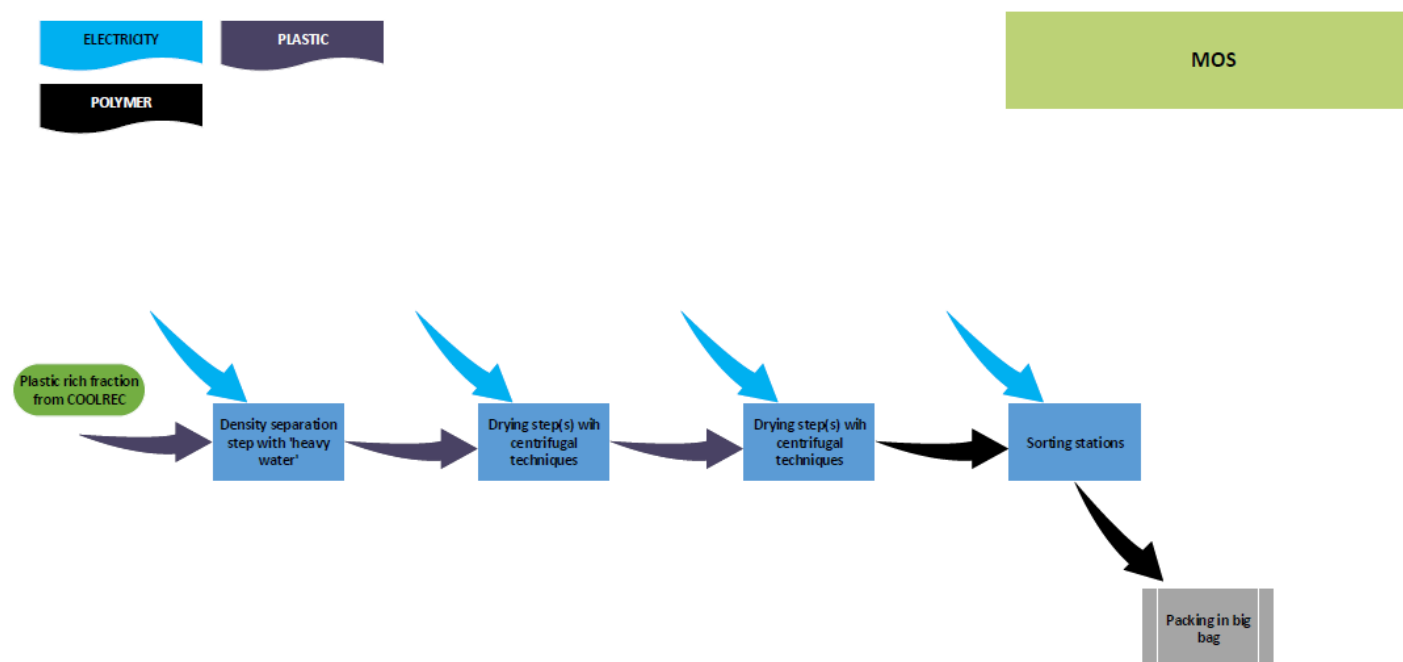 ELECTRICITY
PLASTIC
MOS
POLYMER
Plastic rich fraction
from COOLREC
Density separation
step with 'heavy
water'
Drying step(s) wih
centrifugal
techniques
Drying step(s) wih
centrifugal
techniques
Sorting stations
Packing in big
bag